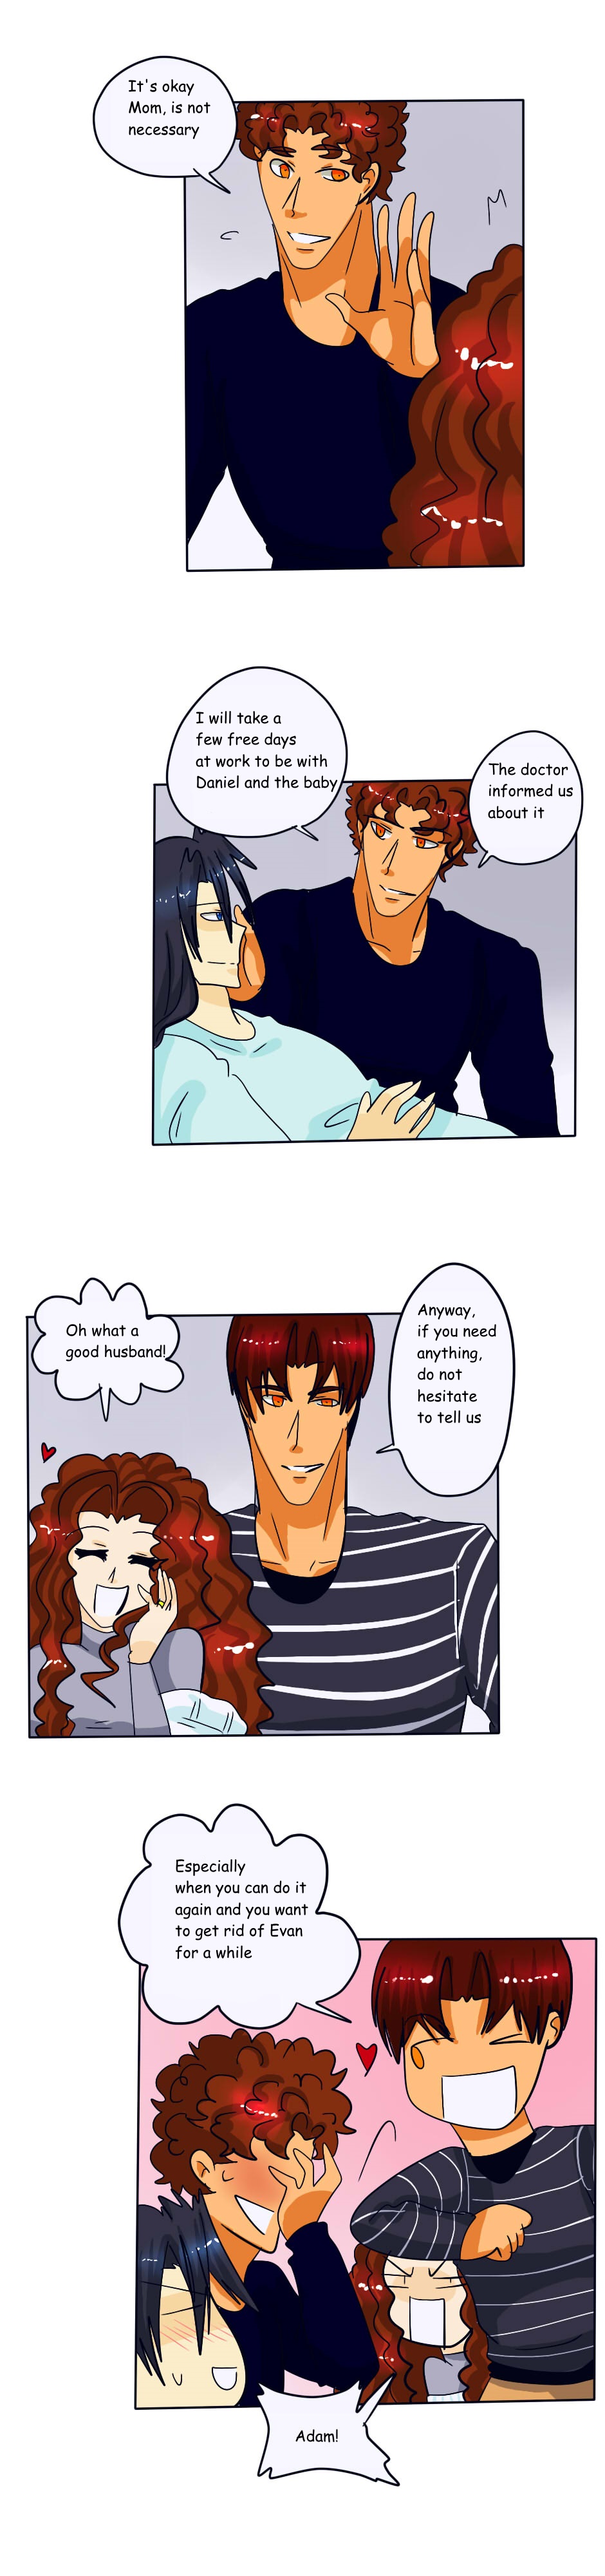 It's okay
Mom, is not
necessary
I will take a
few free days
at work to be with
Daniel and the baby
The doctor
informed us
about it
Oh what a
good husband!
Anyway,
if you need
anything,
do not
hesitate
to tell us
Especially
when you can do it
again and you want
to get rid of Evan
for a while
Adam!